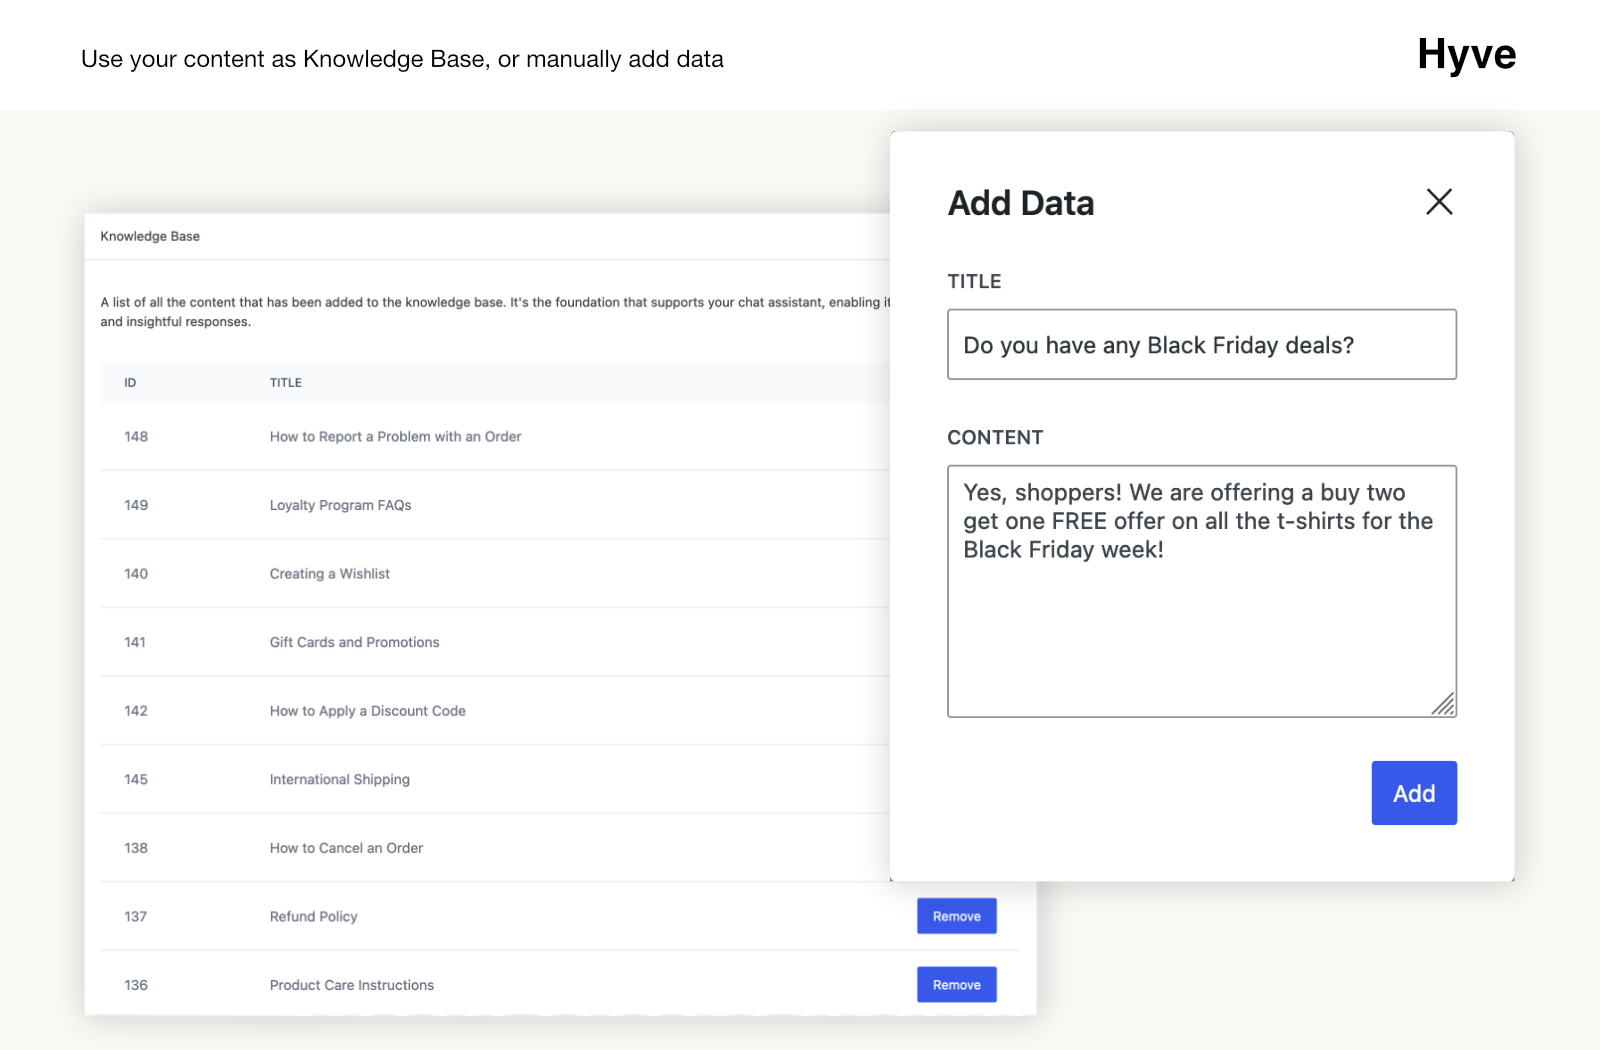 Use your content as Knowledge Base, or manually add data
Hyve
Knowledge Base
A list of all the content that has been added to the knowledge base. It's the foundation that supports your chat assistant, enabling it
and insightful responses.
ID TITLE
148 How to Report a Problem with an Order
149 Loyalty Program FAQs
140 Creating a Wishlist
141 Gift Cards and Promotions
142 How to Apply a Discount Code
145 International Shipping
138 How to Cancel an Order
137 Refund Policy Remove
136 Product Care Instructions Remove
Add Data
TITLE
Do you have any Black Friday deals?
CONTENT
Yes, shoppers! We are offering a buy two
get one FREE offer on all the t-shirts for the
Black Friday week!
Add